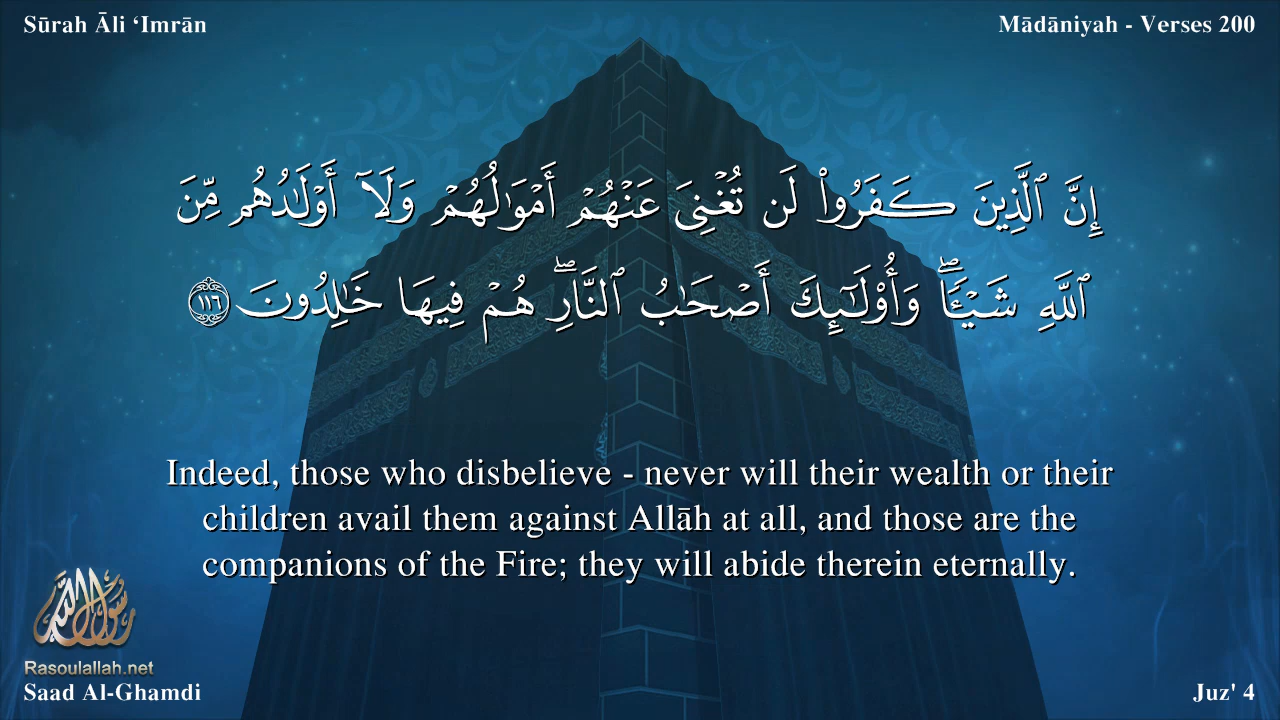 Sūrah Āli ‘Imrān
Mādāniyah - Verses 200
إِنَّ ٱلَّذِينَ كَفَرُوا۟ لَن تُغْنِىَ عَنْهُمْ أَمْوَٰلُهُمْ وَلَآ أَوْلَـٰدُهُم مِّنَ
ٱللَّهِ شَيْـًٔا ۖ وَأُو۟لَـٰٓئِكَ أَصْحَـٰبُ ٱلنَّارِ ۖ هُمْ فِيهَا خَـٰلِدُونَ ١١٦
Indeed, those who disbelieve - never will their wealth or their
children avail them against Allāh at all, and those are the
companions of the Fire; they will abide therein eternally.
رسول الله
Rasoulallah.net
Saad Al-Ghamdi
Juz' 4